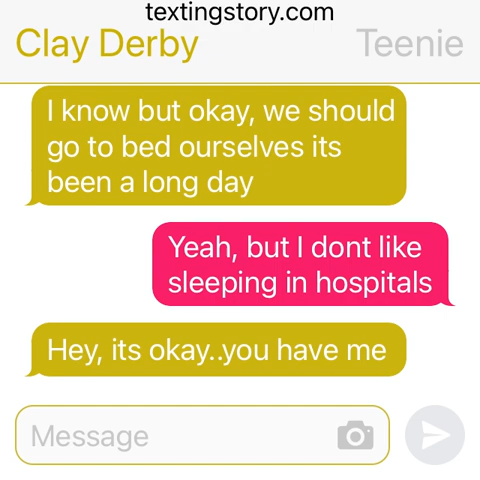 textingstory.com
Clay Derby
Teenie
I know but okay, we should
go to bed ourselves its
been a long day
Yeah, but I dont like
sleeping in hospitals
Hey, its okay..you have me
Message